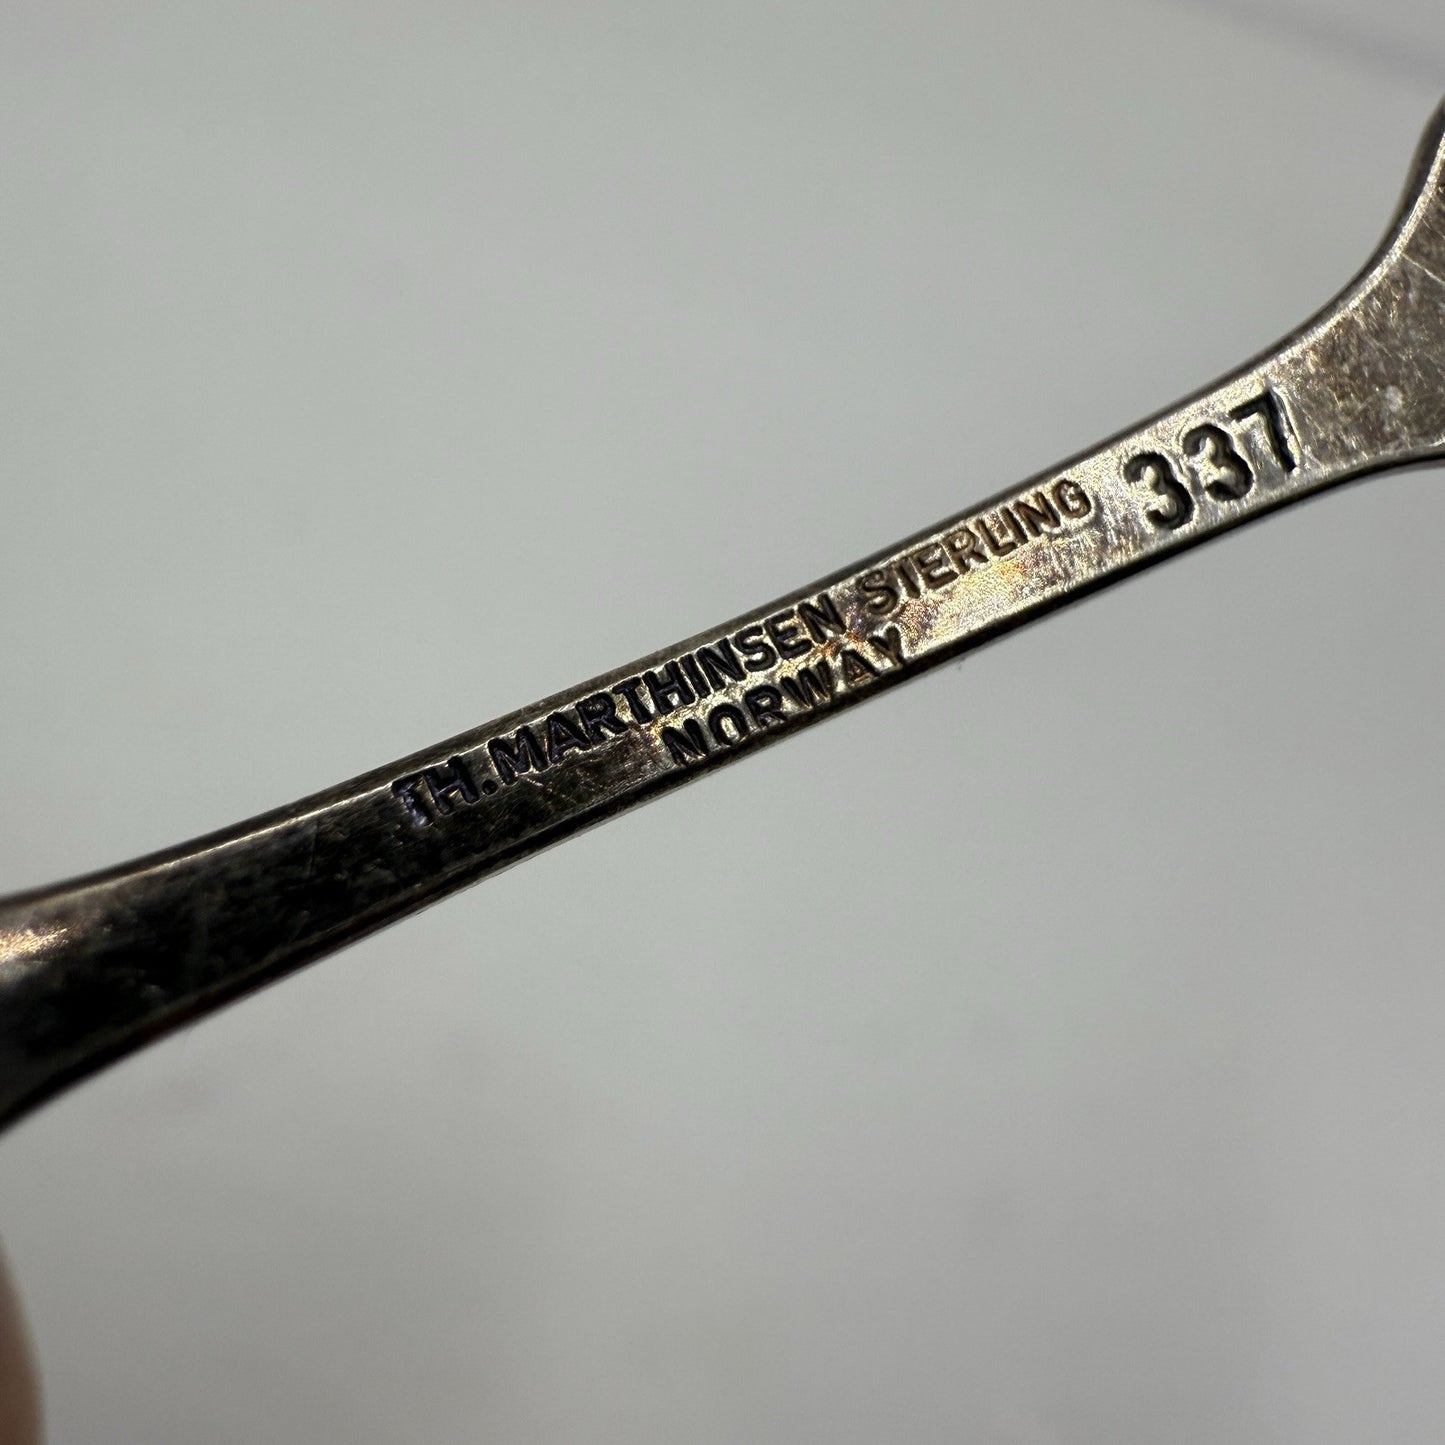 TH. MARTHINSEN STERLING 337
NORWAY